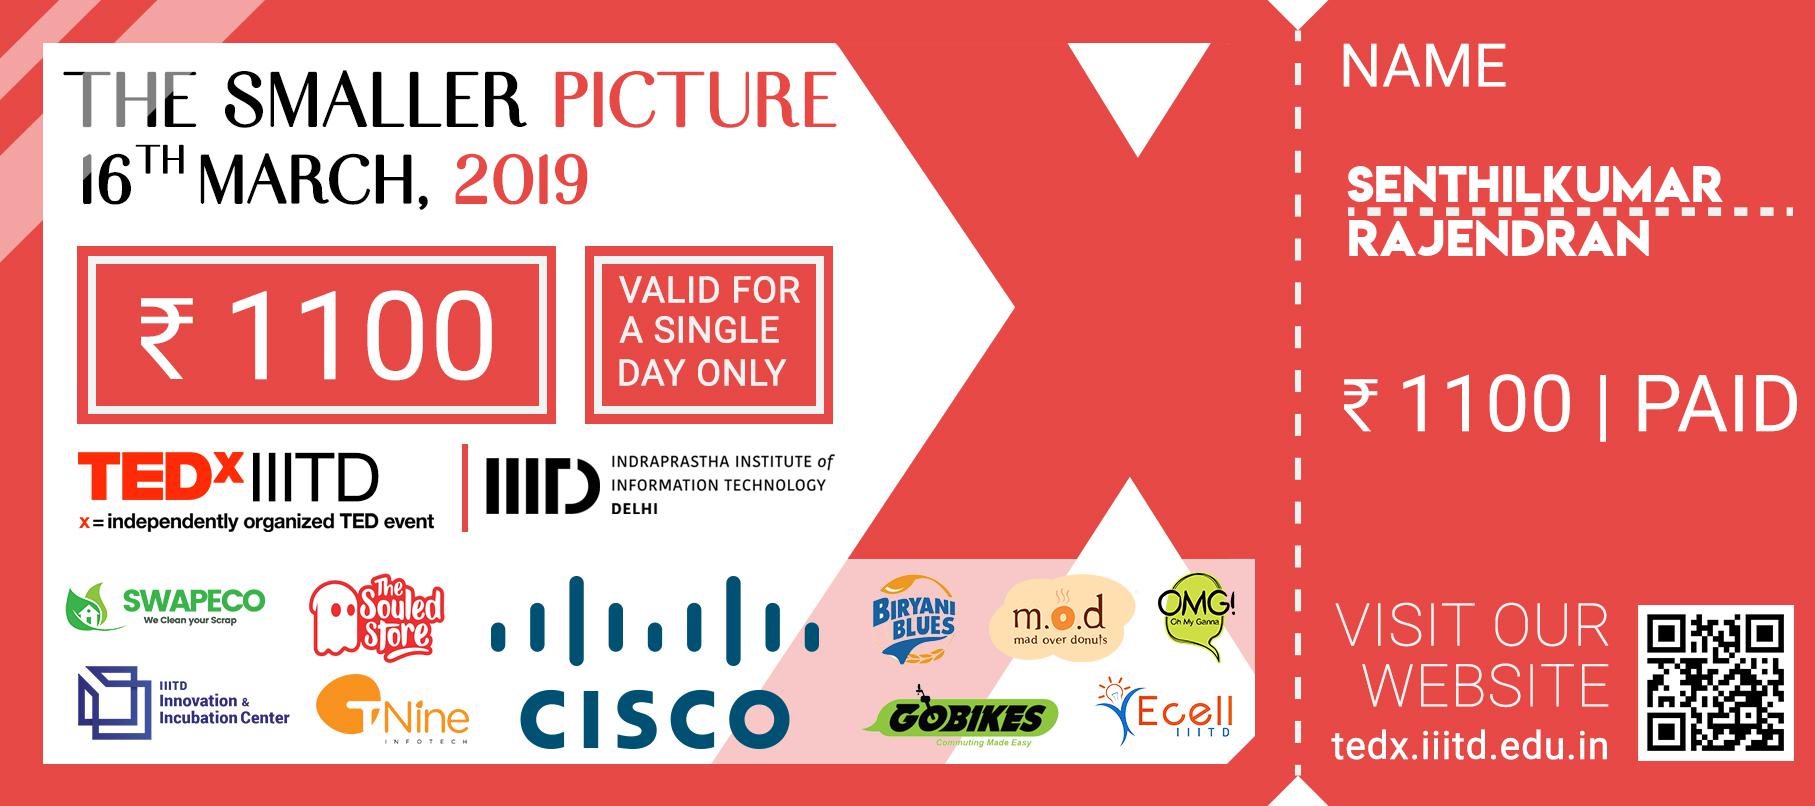 THE SMALLER PICTURE
16TH MARCH, 2019
₹ 1100
VALID FOR
A SINGLE
DAY ONLY
TEDxIIITD
x = independently organized TED event
IIITD
INDRAPRASTHA INSTITUTE of
INFORMATION TECHNOLOGY
DELHI
SWAPECO
We Clean your Scrap
The
Souled
Store
CISCO
BIRYANI
BLUES
m.o.d
mad over donuts
OMG!
Oh My Ganna
IIITD
Innovation &
Incubation Center
GNine
INFOTECH
GOBIKES
Commuting Made Easy
Ecell
IIITD
NAME
SENTHILKUMAR
RAJENDRAN
₹ 1100 | PAID
VISIT OUR
WEBSITE
tedx.iiitd.edu.in